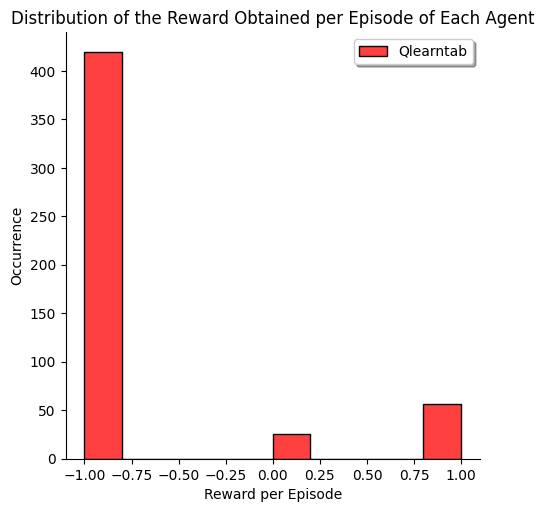 Distribution of the Reward Obtained per Episode of Each Agent
Qlearntab
400
350
300
250
200
150
100
50
0
Occurrence
−1.00 −0.75 −0.50 −0.25 0.00 0.25 0.50 0.75 1.00
Reward per Episode